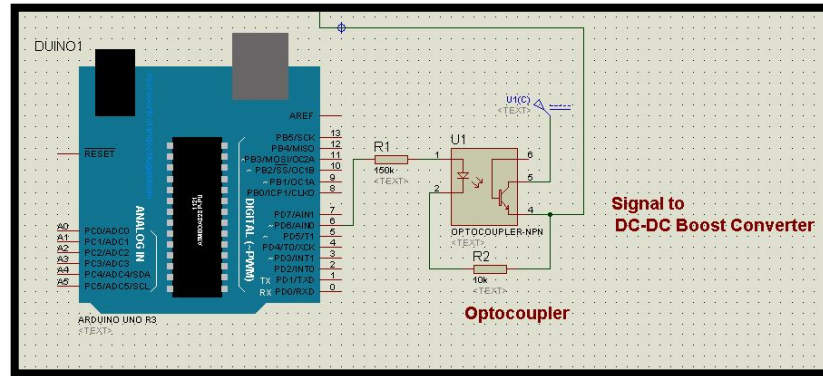 DUINO1
AREF
RESET
PB5/SCK 13
PB4/MISO 12
~PB3/MOSI/OC2A 11
~PB2/SS/OC1B 10
~PB1/OC1A 9
PB0/ICP1/CLKO 8
PD7/AIN1 7
~PD6/AIN0 6
~PD5/T1 5
PD4/T0/XCK 4
~PD3/INT1 3
PD2/INT0 2
TX PD1/TXD 1
RX PD0/RXD 0
DIGITAL (~PWM)
ANALOG IN
A0 PC0/ADC0
A1 PC1/ADC1
A2 PC2/ADC2
A3 PC3/ADC3
A4 PC4/ADC4/SDA
A5 PC5/ADC5/SCL
1121
ARDUINO UNO R3
<TEXT>
R1
150k
<TEXT>
U1
1
2
6
5
4
OPTOCOUPLER-NPN
<TEXT>
U1(C)
<TEXT>
R2
10k
<TEXT>
Optocoupler
Signal to
DC-DC Boost Converter